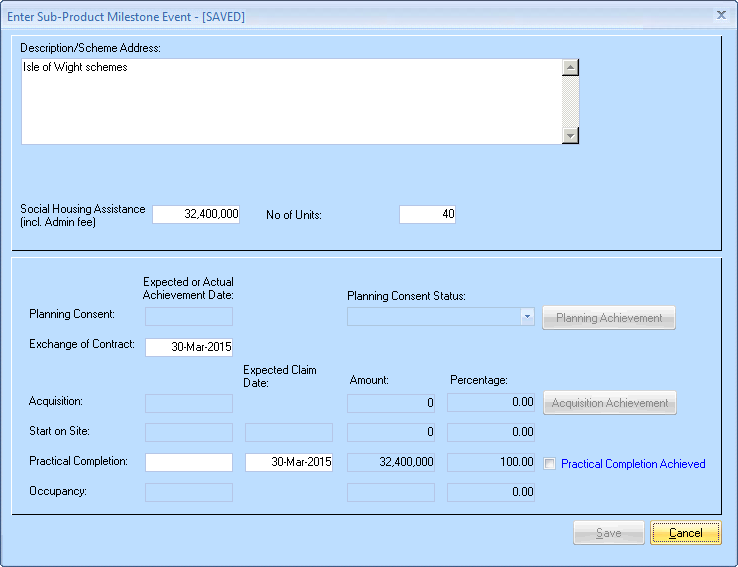 Enter Sub-Product Milestone Event - [SAVED]
Description/Scheme Address:
Isle of Wight schemes
Social Housing Assistance
(incl. Admin fee)
32,400,000
No of Units:
40
Expected or Actual
Achievement Date:
Planning Consent Status:
Planning Consent:
Planning Achievement
Exchange of Contract:
30-Mar-2015
Expected Claim
Date:
Amount:
Percentage:
Acquisition:
0
0.00
Acquisition Achievement
Start on Site:
0
0.00
Practical Completion:
30-Mar-2015
32,400,000
100.00
Practical Completion Achieved
Occupancy:
0.00
Save
Cancel